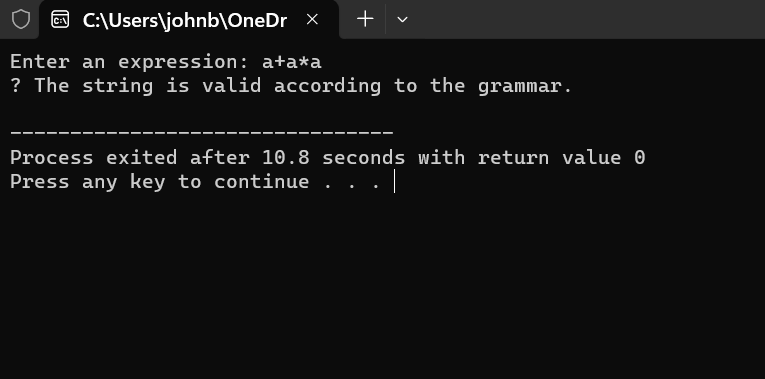 C:\Users\johnb\OneDr
Enter an expression: a+a*a
? The string is valid according to the grammar.
--------------------------------
Process exited after 10.8 seconds with return value 0
Press any key to continue . . .